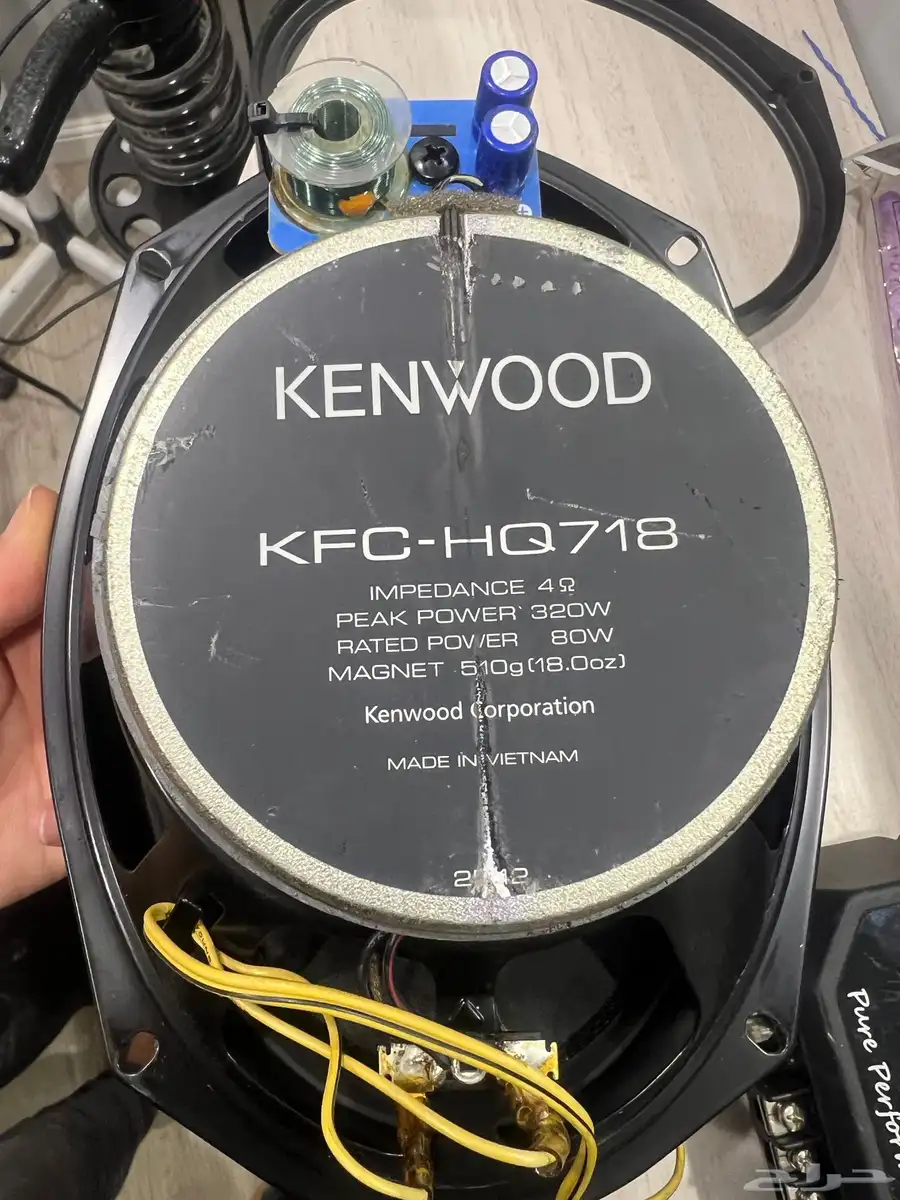 KENWOOD
KFC-HQ718
IMPEDANCE 4Ω
PEAK POWER 320W
RATED POWER 80W
MAGNET 510g(18.0oz)
Kenwood Corporation
MADE IN VIETNAM
Pure
حراج